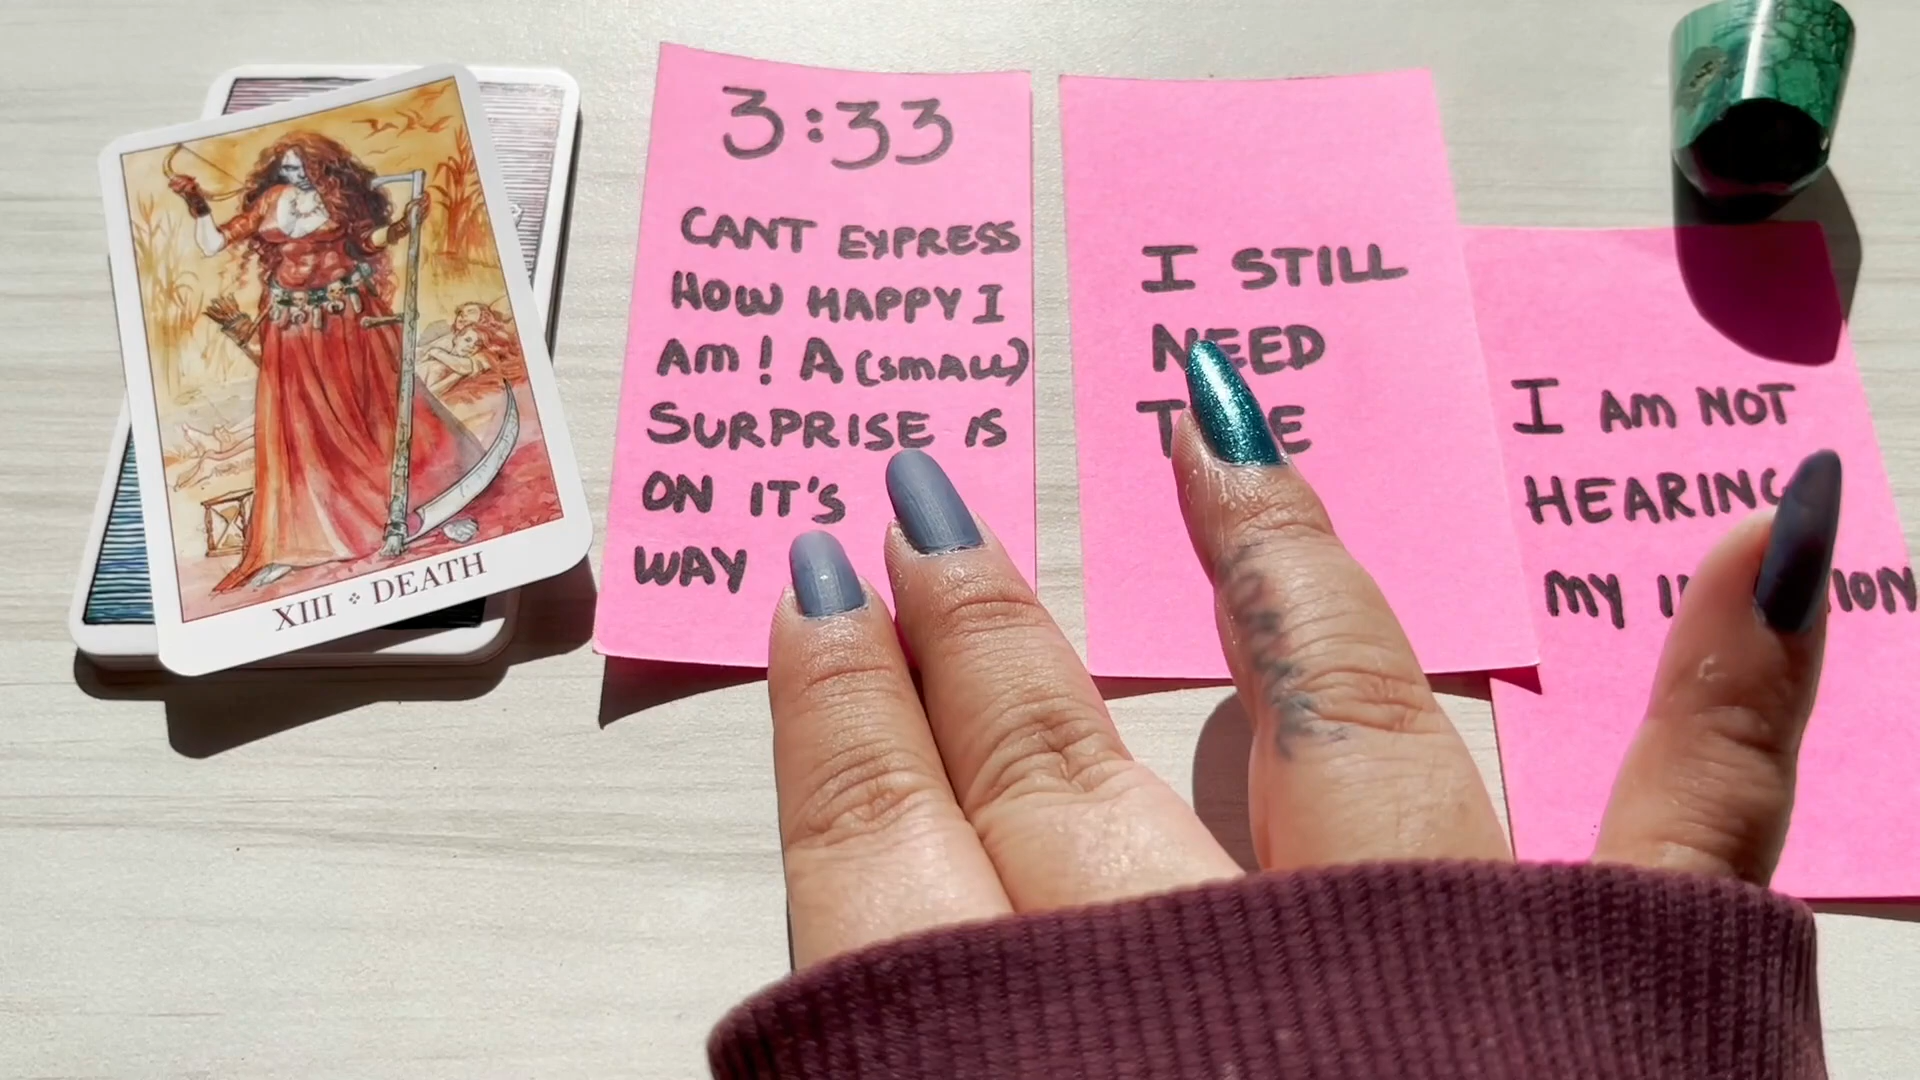 XIII DEATH
3:33
CANT EXPRESS
HOW HAPPY I
AM! A (SMALL)
SURPRISE IS
ON IT'S
WAY
I STILL
NEED
I AM NOT
HEARING
MY